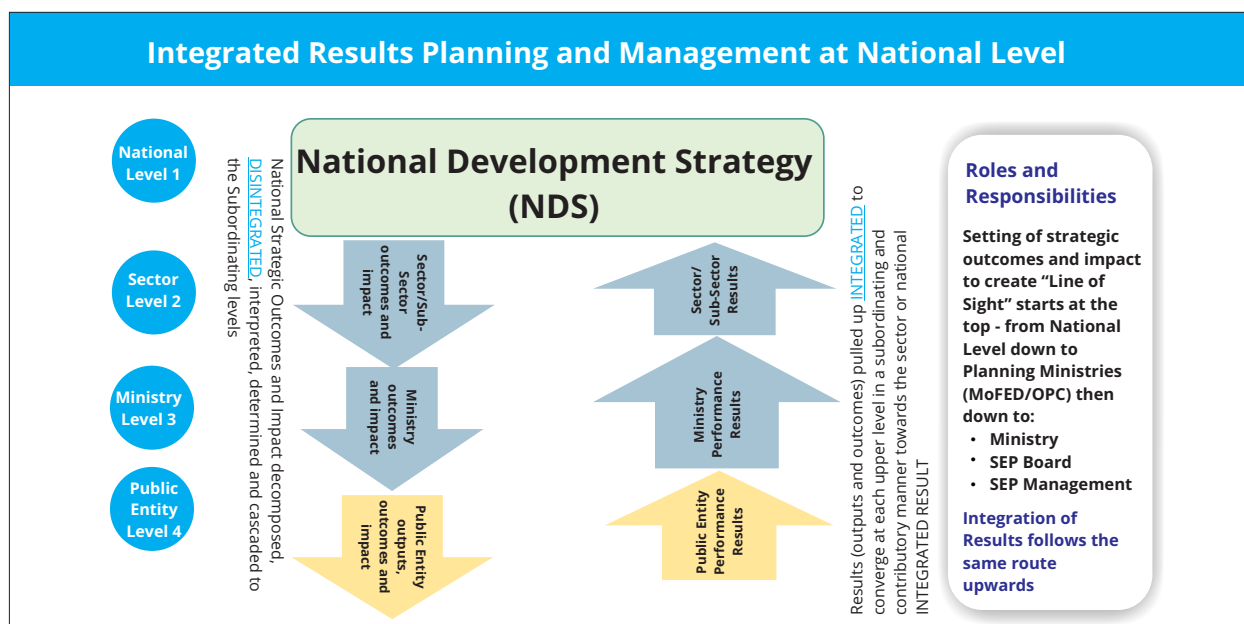 Integrated Results Planning and Management at National Level
National
Level 1
Sector
Level 2
Ministry
Level 3
Public
Entity
Level 4
National Strategic Outcomes and Impact decomposed,
DISINTEGRATED, interpreted, determined and cascaded to
the Subordinating levels
National Development Strategy
(NDS)
Sector/Sub-
Sector
outcomes and
impact
Ministry
outcomes
and impact
Public Entity
outputs,
outcomes and
impact
Sector/
Sub-Sector
Results
Ministry
Performance
Results
Public Entity
Performance
Results
Results (outputs and outcomes) pulled up INTEGRATED to
converge at each upper level in a subordinating and
contributory manner towards the sector or national
INTEGRATED RESULT
Roles and
Responsibilities
Setting of strategic
outcomes and impact
to create “Line of
Sight” starts at the
top - from National
Level down to
Planning Ministries
(MoFED/OPC) then
down to:
• Ministry
• SEP Board
• SEP Management
Integration of
Results follows the
same route
upwards